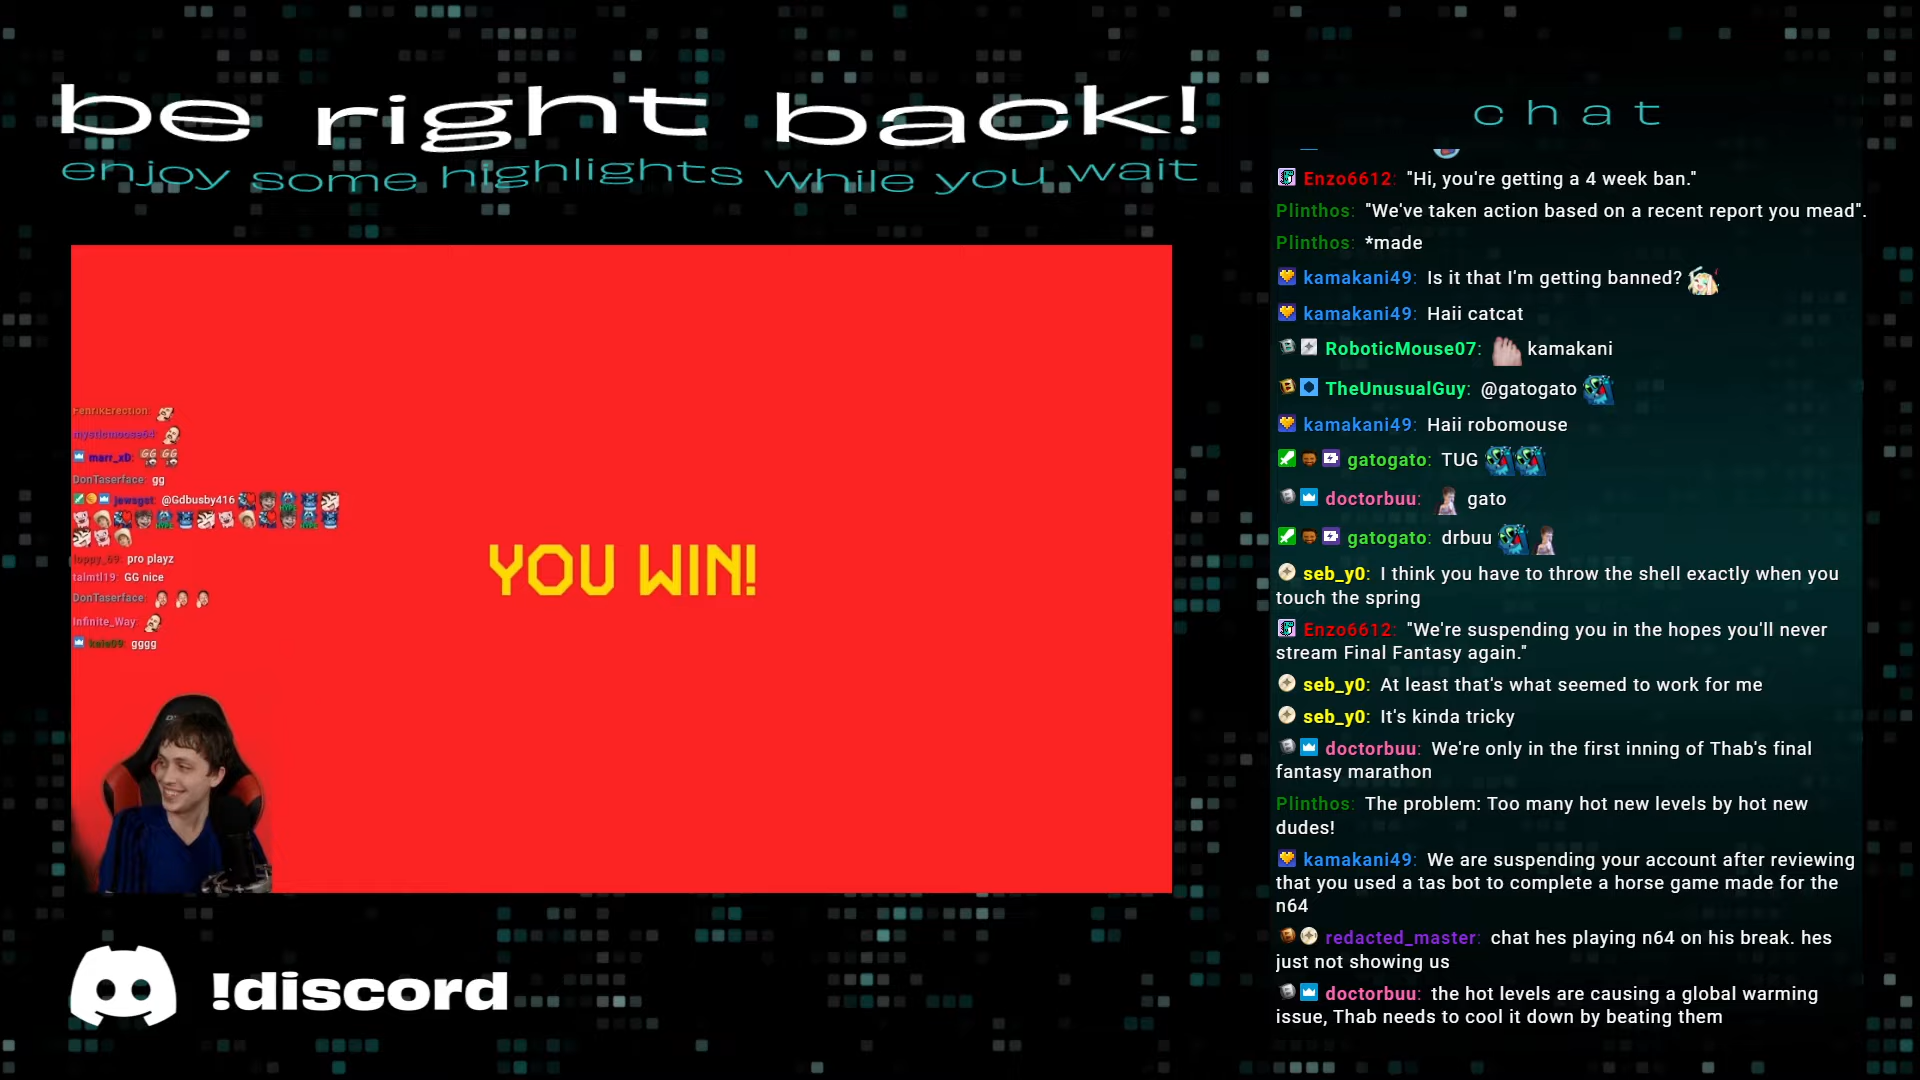 be right back!
enjoy some highlights while you wait
chat
Enzo6612: "Hi, you're getting a 4 week ban."
Plinthos: "We've taken action based on a recent report you mead".
Plinthos: *made
kamakani49: Is it that I'm getting banned?
kamakani49: Haii catcat
RoboticMouse07: kamakani
TheUnusualGuy: @gatogato
kamakani49: Haii robomouse
gatogato: TUG
doctorbuu: gato
gatogato: drbuu
seb_y0: I think you have to throw the shell exactly when you
touch the spring
Enzo6612: "We're suspending you in the hopes you'll never
stream Final Fantasy again."
seb_y0: At least that's what seemed to work for me
seb_y0: It's kinda tricky
doctorbuu: We're only in the first inning of Thab's final
fantasy marathon
Plinthos: The problem: Too many hot new levels by hot new
dudes!
kamakani49: We are suspending your account after reviewing
that you used a tas bot to complete a horse game made for the
n64
redacted_master: chat hes playing n64 on his break. hes
just not showing us
doctorbuu: the hot levels are causing a global warming
issue, Thab needs to cool it down by beating them
FenrikErection:
mysticmoose64:
marr_xD: GG GG
DonTaserface: gg
jewsgst: @Gdbusby416
loppy_69: pro playz
talmtl19: GG nice
DonTaserface:
Infinite_Way:
kaie09: gggg
YOU WIN!
!discord